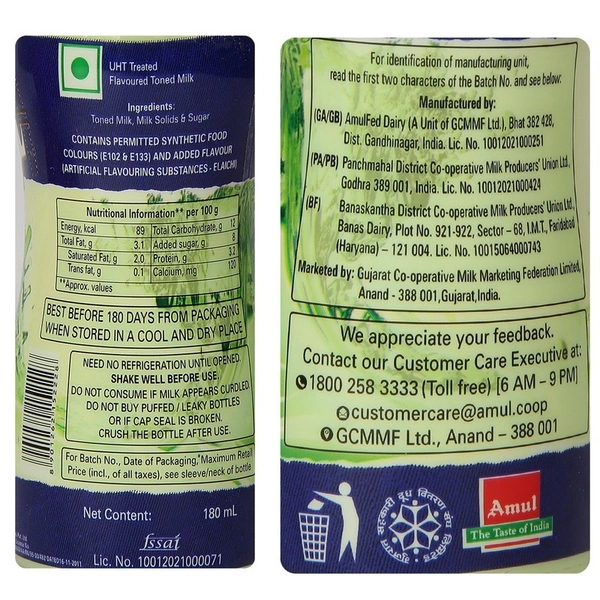 UHT Treated
Flavoured Toned Milk
Ingredients:
Toned Milk, Milk Solids & Sugar
CONTAINS PERMITTED SYNTHETIC FOOD
COLOURS (E102 & E133) AND ADDED FLAVOUR
(ARTIFICIAL FLAVOURING SUBSTANCES - ELAICHI)
Nutritional Information** per 100 g
Energy, kcal 89 Total Carbohydrate, g 12
Total Fat, g 3.1 Added sugar, g 8
Saturated Fat, g 2.0 Protein, g 3.2
Trans fat, g 0.1 Calcium, mg 120
**Approx. values
BEST BEFORE 180 DAYS FROM PACKAGING
WHEN STORED IN A COOL AND DRY PLACE
NEED NO REFRIGERATION UNTIL OPENED.
SHAKE WELL BEFORE USE.
DO NOT CONSUME IF MILK APPEARS CURDLED.
DO NOT BUY PUFFED / LEAKY BOTTLES
OR IF CAP SEAL IS BROKEN.
CRUSH THE BOTTLE AFTER USE.
For Batch No., Date of Packaging, Maximum Retail
Price (incl., of all taxes), see sleeve/neck of bottle
Net Content: 180 mL
fssai
Lic. No. 10012021000071
For identification of manufacturing unit,
read the first two characters of the Batch No. and see below:
Manufactured by:
(GA/GB) AmulFed Dairy (A Unit of GCMMF Ltd.), Bhat 382 428,
Dist. Gandhinagar, India. Lic. No. 10012021000251
(PA/PB) Panchmahal District Co-operative Milk Producers' Union Ltd.,
Godhra 389 001, India. Lic. No. 10012021000424
(BF) Banaskantha District Co-operative Milk Producers' Union Ltd.,
Banas Dairy, Plot No. 921-922, Sector – 68, I.M.T., Faridabad
(Haryana) – 121 004. Lic. No. 10015064000743
Marketed by: Gujarat Co-operative Milk Marketing Federation Limited,
Anand - 388 001, Gujarat, India.
We appreciate your feedback.
Contact our Customer Care Executive at:
1800 258 3333 (Toll free) [6 AM – 9 PM]
customercare@amul.coop
GCMMF Ltd., Anand – 388 001
Amul
The Taste of India